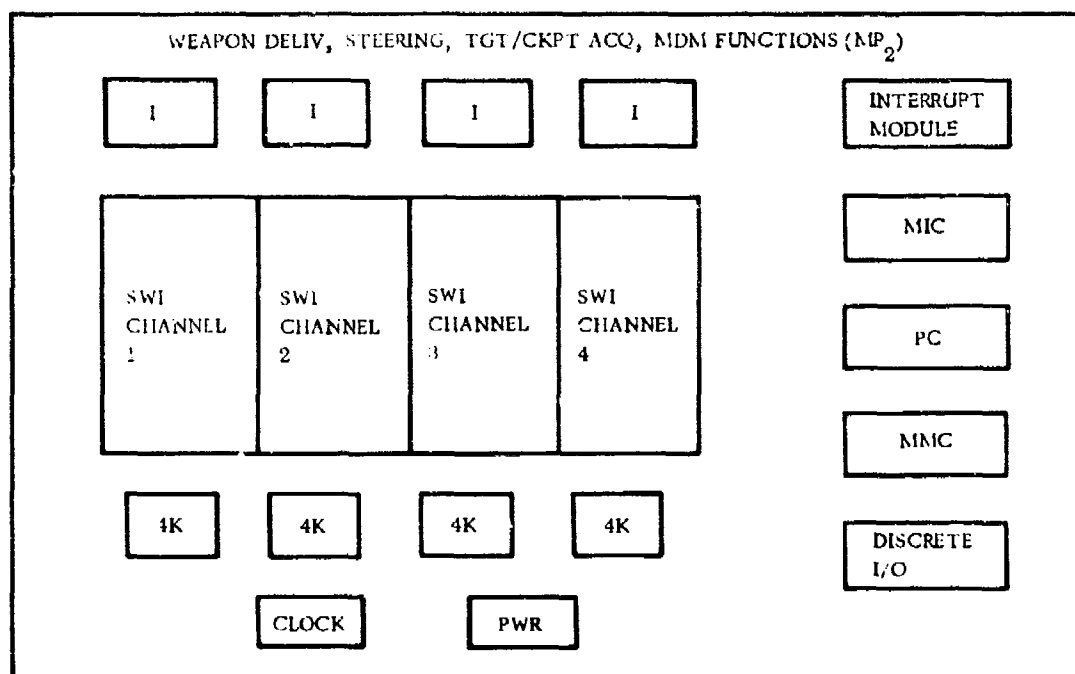 WEAPON DELIV, STEERING, TGT/CKPT ACQ, MDM FUNCTIONS (MP2)
I
I
I
I
INTERRUPT
MODULE
SWI
CHANNEL
1
SWI
CHANNEL
2
SWI
CHANNEL
3
SWI
CHANNEL
4
MIC
PC
MMC
4K
4K
4K
4K
DISCRETE
I/O
CLOCK
PWR